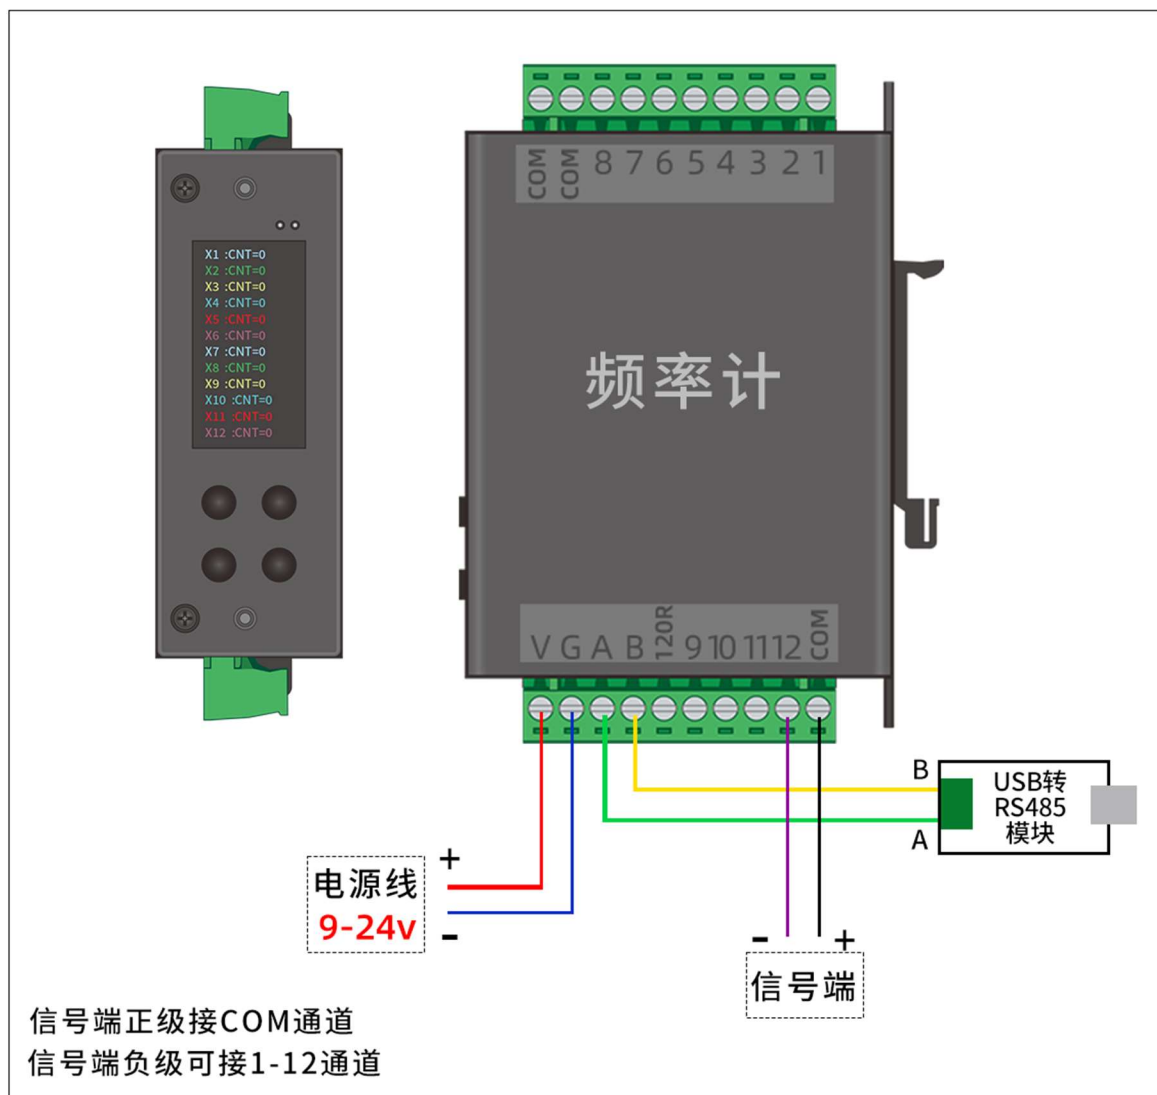 COM COM 8 7 6 5 4 3 2 1
X1 :CNT=0
X2 :CNT=0
X3 :CNT=0
X4 :CNT=0
X5 :CNT=0
X6 :CNT=0
X7 :CNT=0
X8 :CNT=0
X9 :CNT=0
X10 :CNT=0
X11 :CNT=0
X12 :CNT=0
频率计
V G A B 120R 9 10 11 12 COM
B
A
USB转
RS485
模块
+
-
电源线
9-24v
- +
信号端
信号端正级接COM通道
信号端负级可接1-12通道